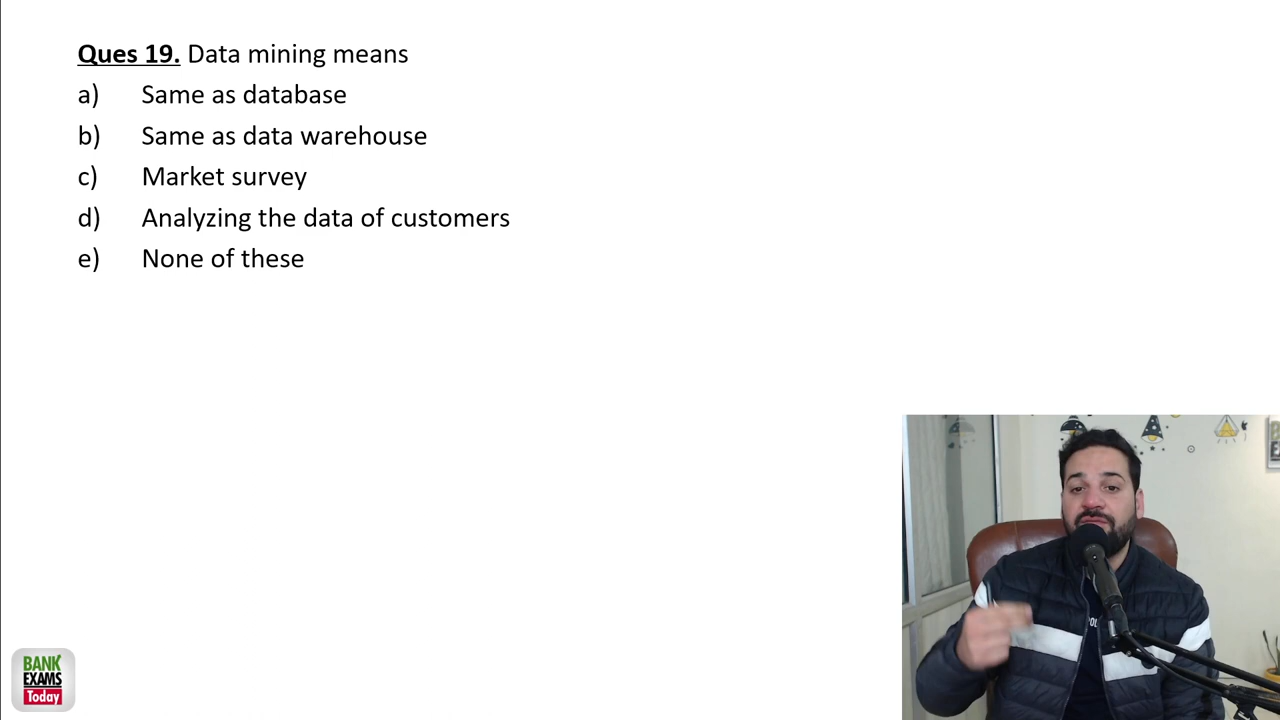 Ques 19. Data mining means
a) Same as database
b) Same as data warehouse
c) Market survey
d) Analyzing the data of customers
e) None of these
BANK
EXAMS
Today